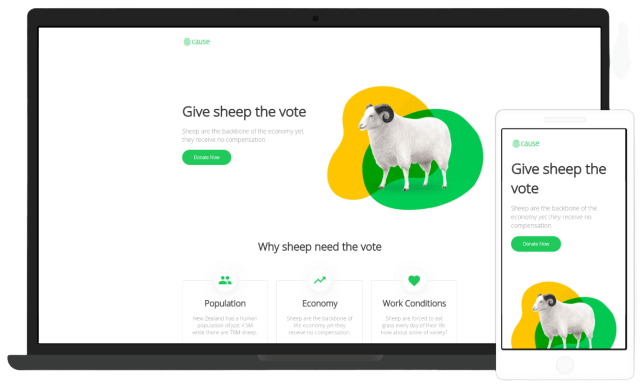 cause
Give sheep the vote
Sheep are the backbone of the economy yet
they receive no compensation.
Donate Now
Why sheep need the vote
Population
New Zealand has a human
population of just 4.5M
while there are 70M sheep.
Economy
Sheep are the backbone of
the economy yet they
receive no compensation.
Work Conditions
Sheep are forced to eat
grass every day of their life.
How about some of variety?
cause
Give sheep the
vote
Sheep are the backbone of the
economy yet they receive no
compensation.
Donate Now